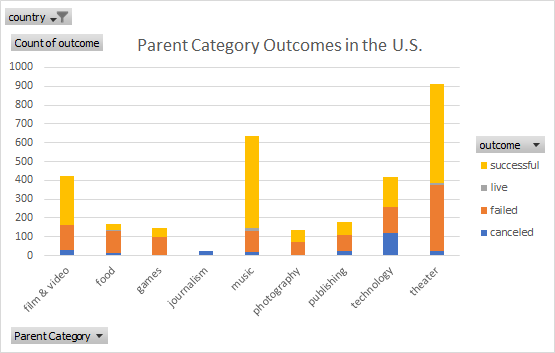 country
Count of outcome
Parent Category Outcomes in the U.S.
1000
900
800
700
600
500
400
300
200
100
0
film & video
food
games
journalism
music
photography
publishing
technology
theater
outcome
successful
live
failed
canceled
Parent Category